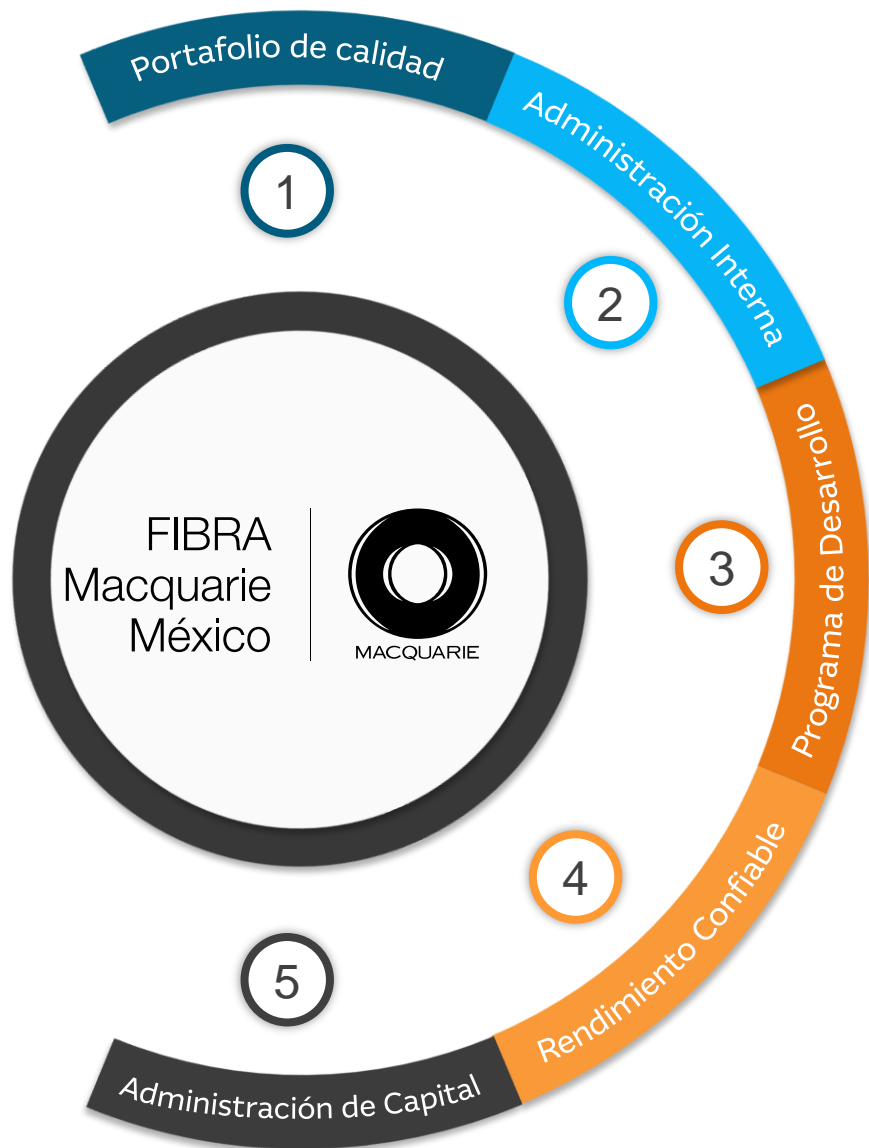 Portafolio de calidad
1
Administración Interna
2
Programa de Desarrollo
3
FIBRA
Macquarie
México
MACQUARIE
4
Rendimiento Confiable
5
Administración de Capital